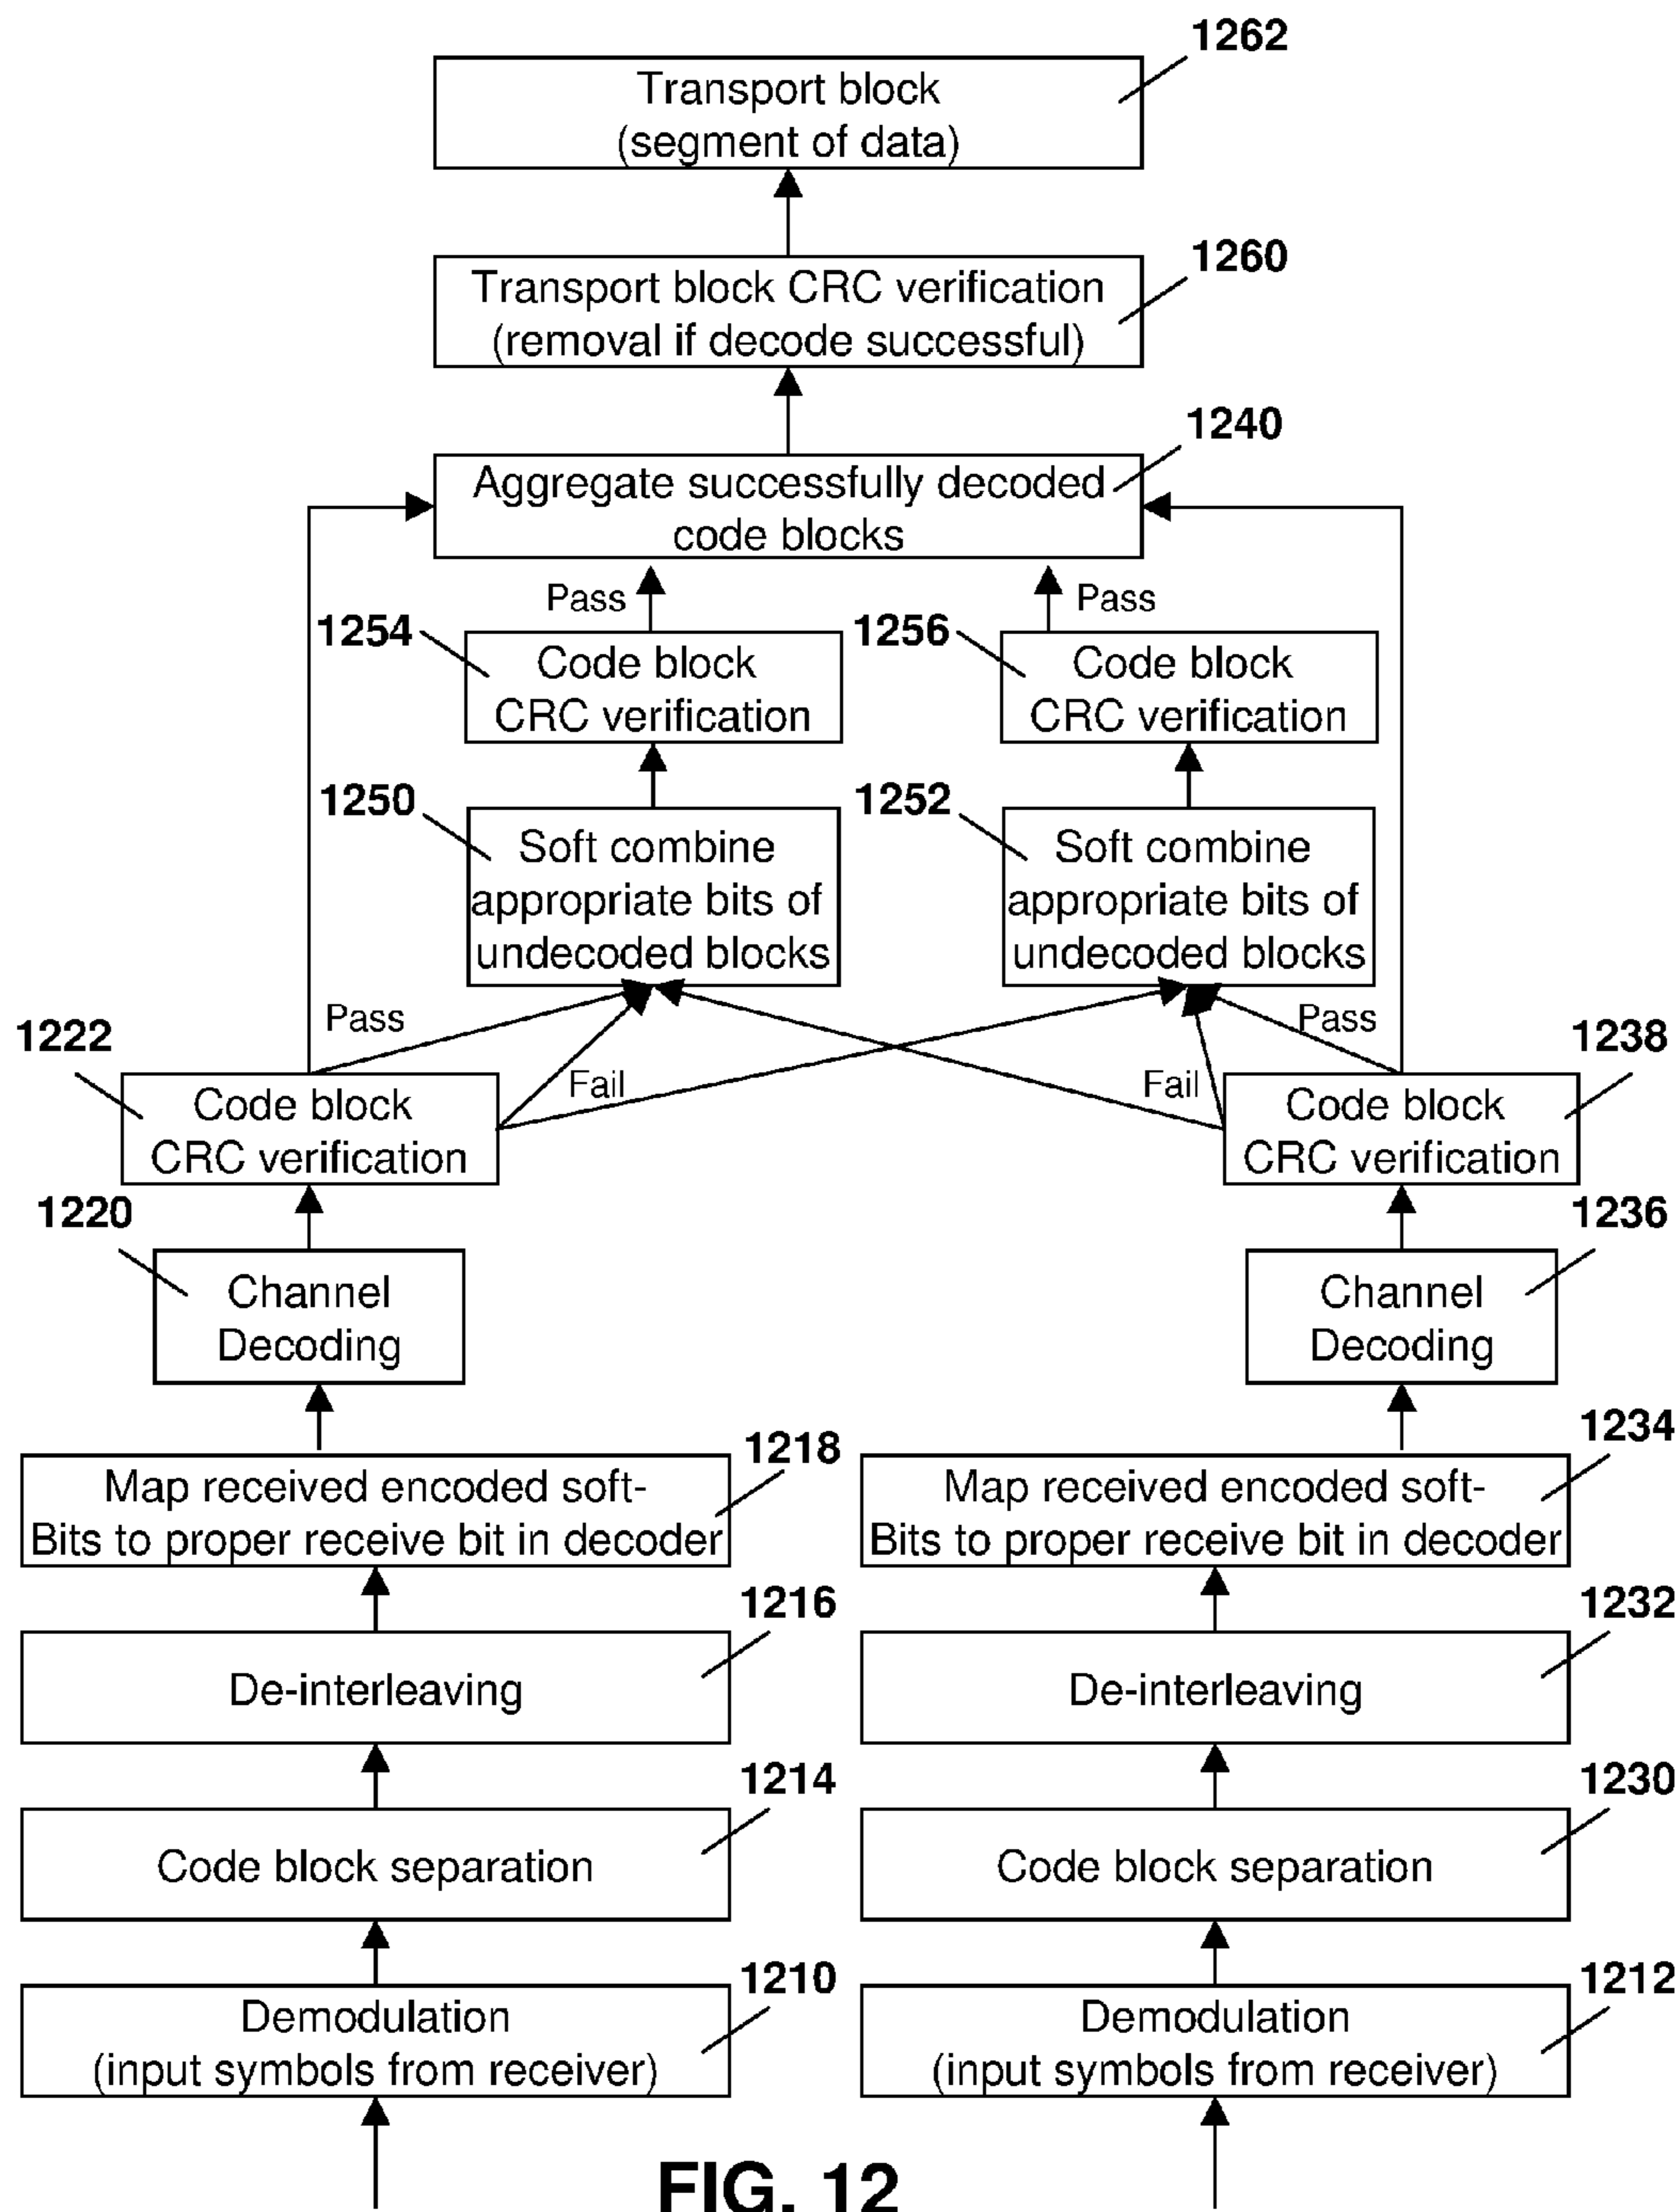 1262
Transport block
(segment of data)
1260
Transport block CRC verification
(removal if decode successful)
1240
Aggregate successfully decoded
code blocks
Pass
Pass
1254
1256
Code block
CRC verification
Code block
CRC verification
1250
1252
Soft combine
appropriate bits of
undecoded blocks
Soft combine
appropriate bits of
undecoded blocks
Pass
Pass
1222
1238
Fail
Fail
Code block
CRC verification
Code block
CRC verification
1220
1236
Channel
Decoding
Channel
Decoding
1218
1234
Map received encoded soft-
Bits to proper receive bit in decoder
Map received encoded soft-
Bits to proper receive bit in decoder
1216
1232
De-interleaving
De-interleaving
1214
1230
Code block separation
Code block separation
1210
1212
Demodulation
(input symbols from receiver)
Demodulation
(input symbols from receiver)
FIG. 12